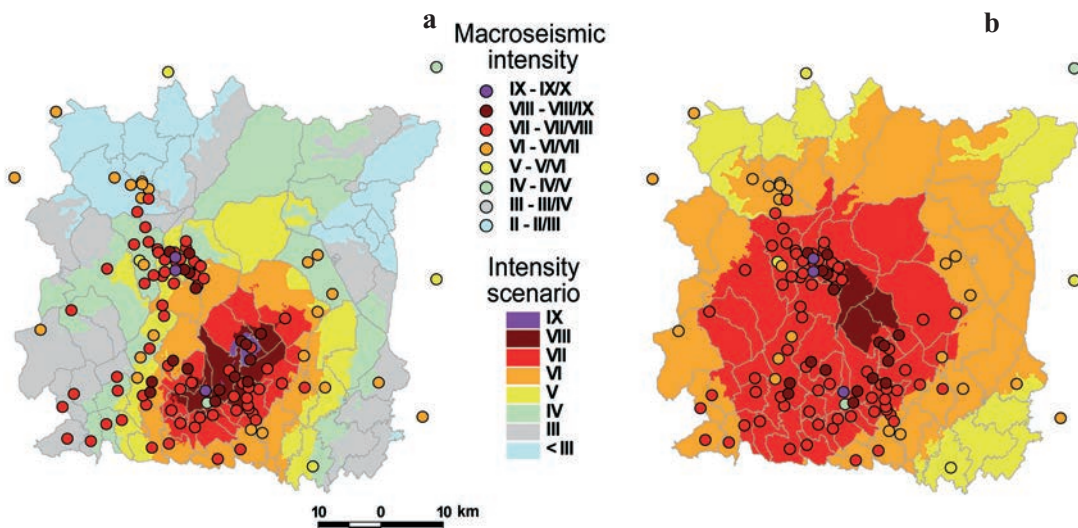 a
b
Macroseismic
intensity
IX - IX/X
VIII - VIII/IX
VII - VII/VIII
VI - VI/VII
V - V/VI
IV - IV/V
III - III/IV
II - II/III
Intensity
scenario
IX
VIII
VII
VI
V
IV
III
< III
10 0 10 km